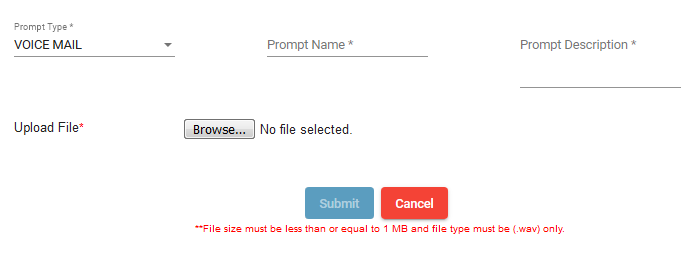 Prompt Type *
VOICE MAIL
Prompt Name *
Prompt Description *
Upload File*
Browse... No file selected.
Submit
Cancel
**File size must be less than or equal to 1 MB and file type must be (.wav) only.